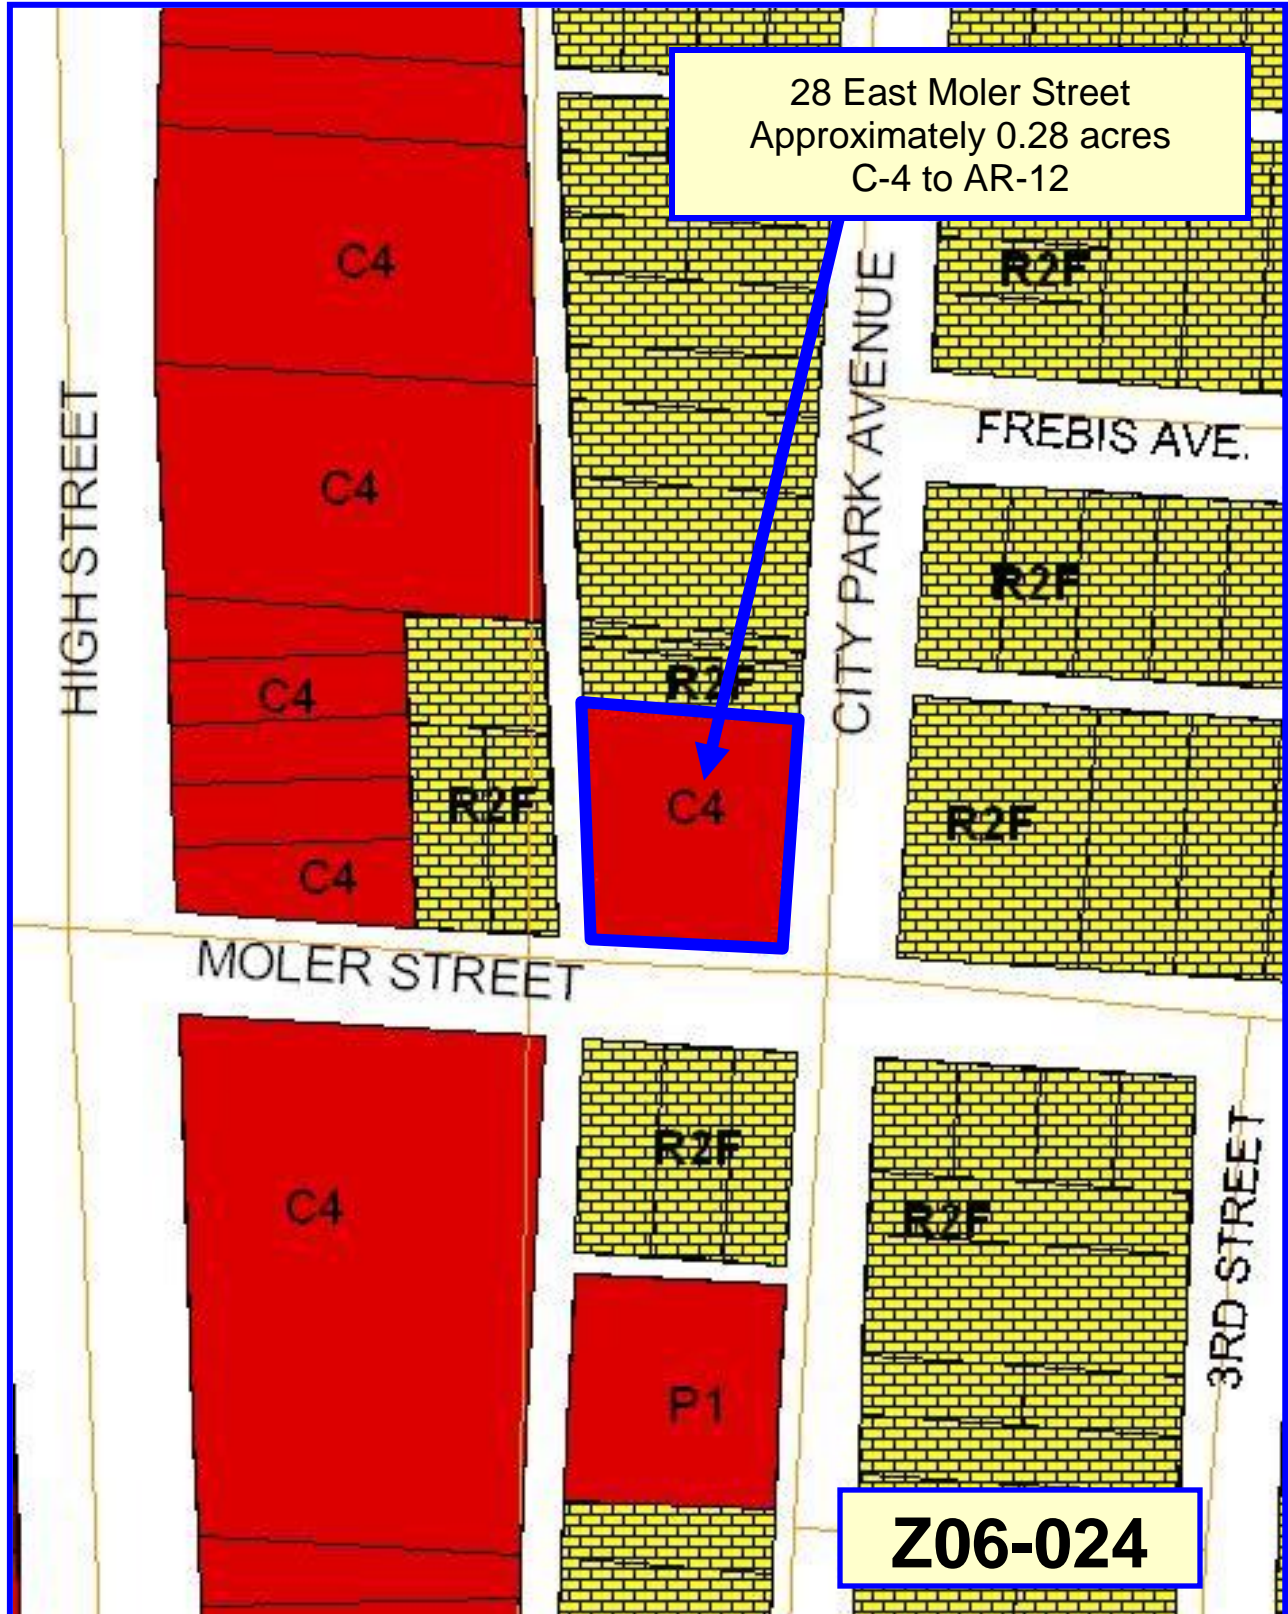 28 East Moler Street
Approximately 0.28 acres
C-4 to AR-12
C4
R2F
HIGH STREET
CITY PARK AVENUE
FREBIS AVE.
C4
R2F
C4
R2F
C4
R2F
C4
R2F
C4
MOLER STREET
C4
R2F
R2F
3RD STREET
P1
Z06-024